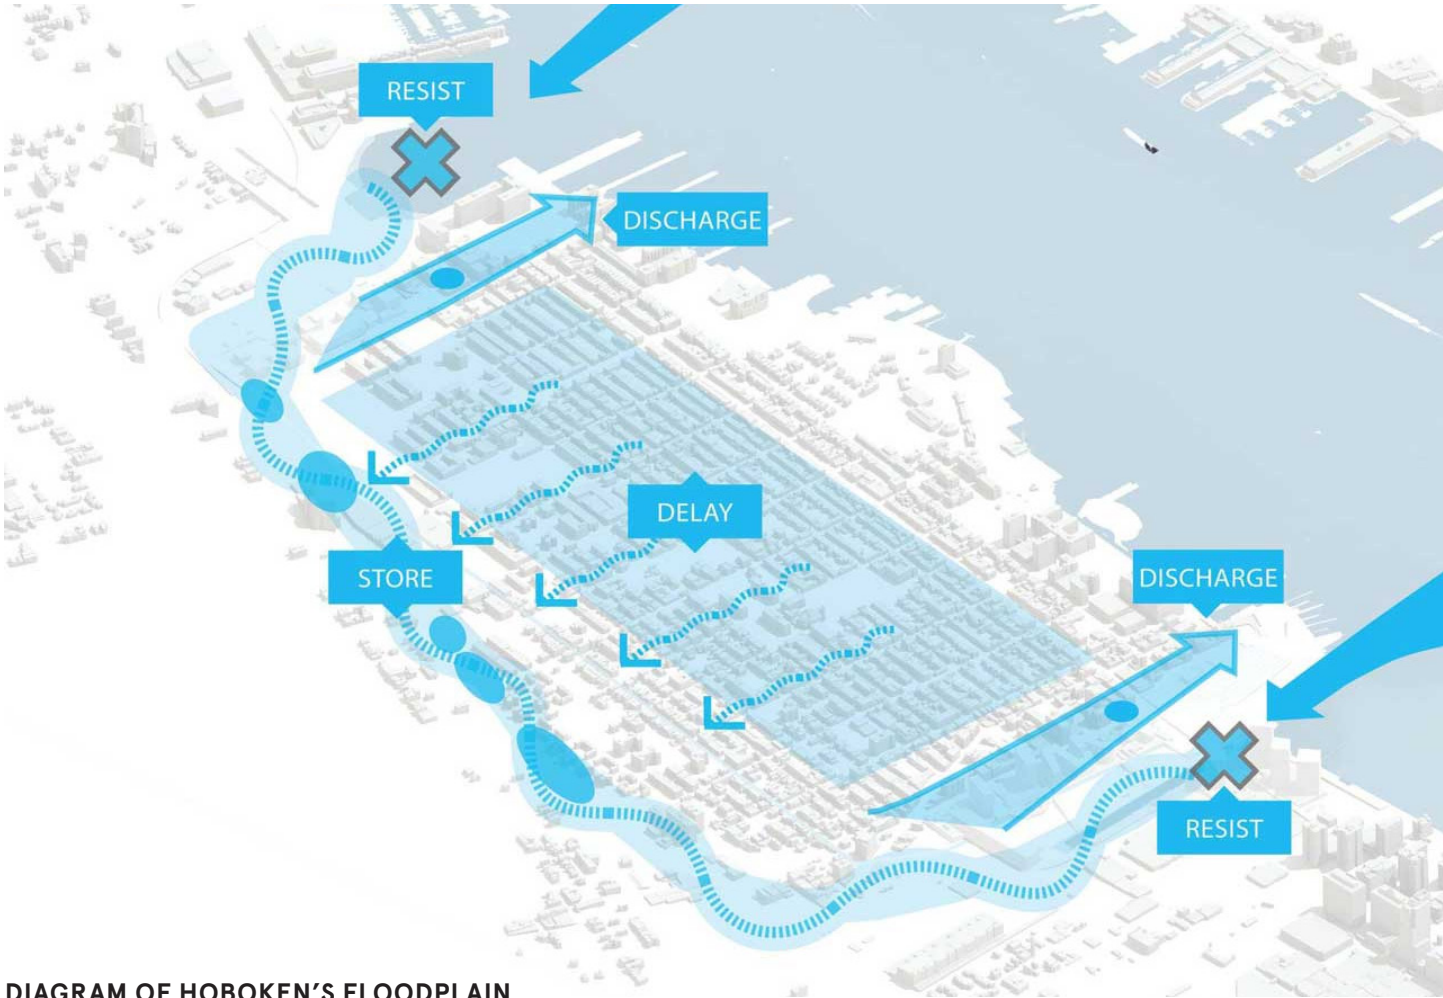 RESIST
DISCHARGE
DELAY
STORE
DISCHARGE
RESIST
DIAGRAM OF HOBOKEN'S FLOODPLAIN